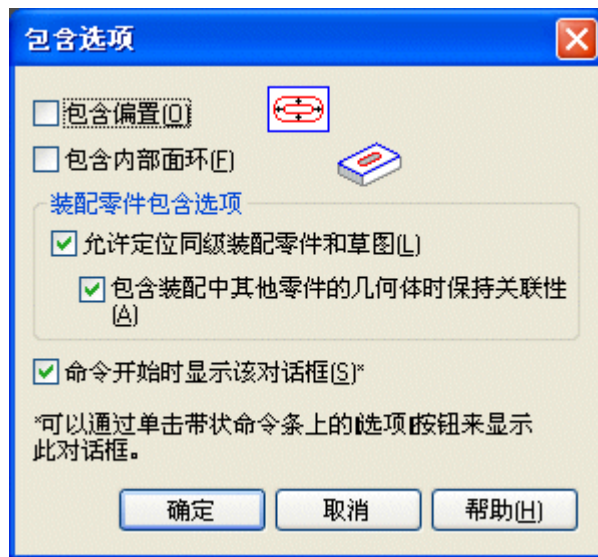 包含选项
包含偏置(O)
包含内部面环(F)
装配零件包含选项
允许定位同级装配零件和草图(L)
包含装配中其他零件的几何体时保持关联性
(A)
命令开始时显示该对话框(S)*
*可以通过单击带状命令条上的“选项”按钮来显示
此对话框。
确定
取消
帮助(H)